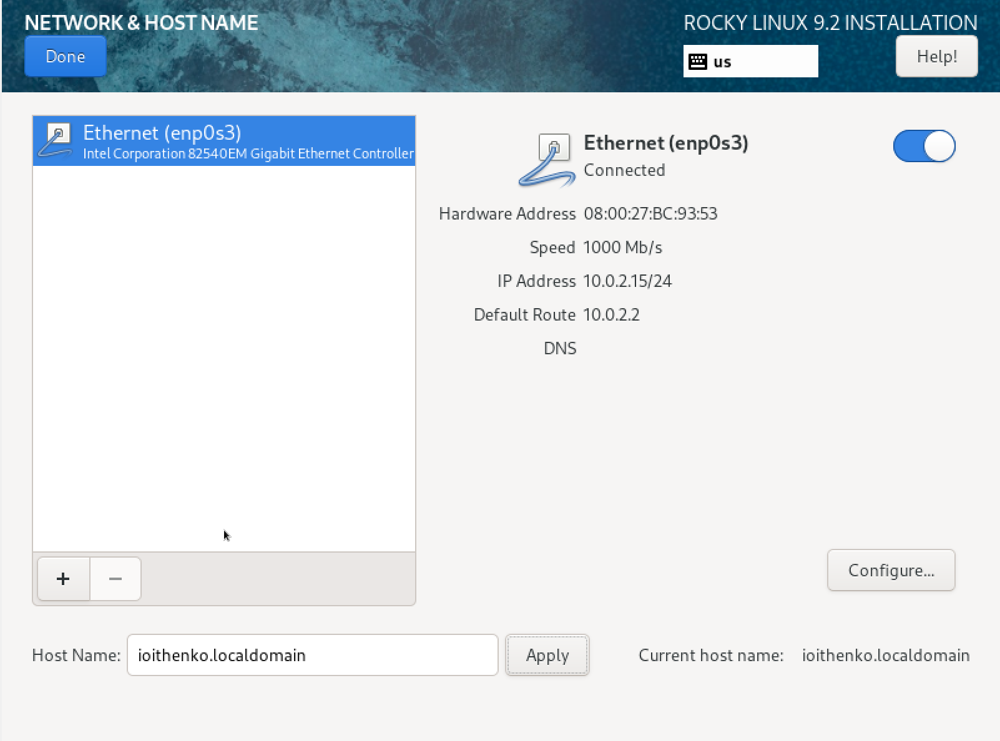 NETWORK & HOST NAME
ROCKY LINUX 9.2 INSTALLATION
Done
us
Help!
Ethernet (enp0s3)
Intel Corporation 82540EM Gigabit Ethernet Controller
Ethernet (enp0s3)
Connected
Hardware Address 08:00:27:BC:93:53
Speed 1000 Mb/s
IP Address 10.0.2.15/24
Default Route 10.0.2.2
DNS
+ −
Configure...
Host Name: ioithenko.localdomain Apply Current host name: ioithenko.localdomain